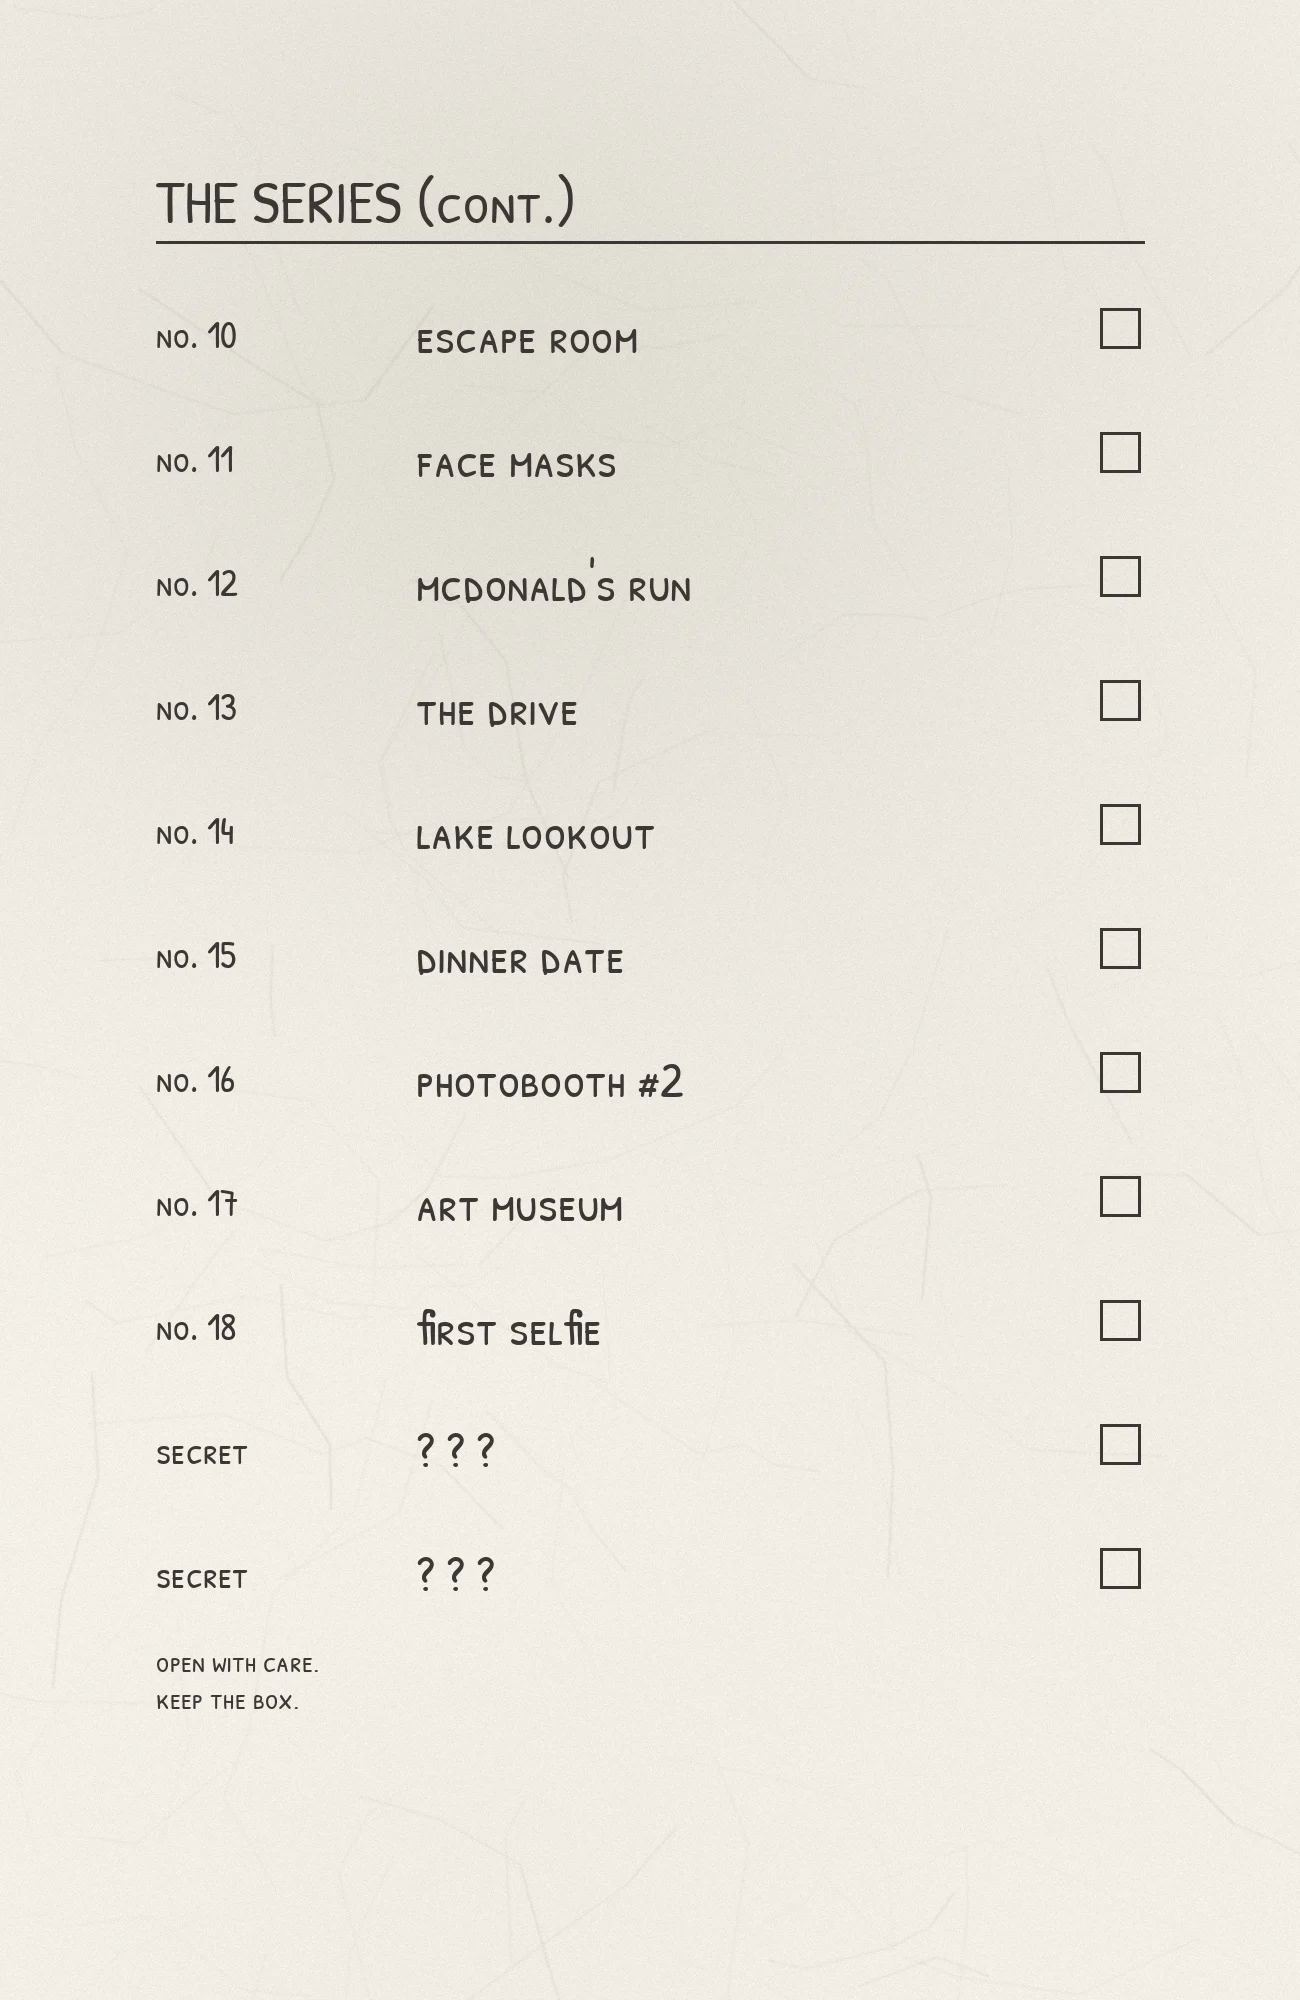 THE SERIES (CONT.)
NO. 10 ESCAPE ROOM
NO. 11 FACE MASKS
NO. 12 MCDONALD'S RUN
NO. 13 THE DRIVE
NO. 14 LAKE LOOKOUT
NO. 15 DINNER DATE
NO. 16 PHOTOBOOTH #2
NO. 17 ART MUSEUM
NO. 18 fiRST SELfiE
SECRET ? ? ?
SECRET ? ? ?
OPEN WITH CARE.
KEEP THE BOX.